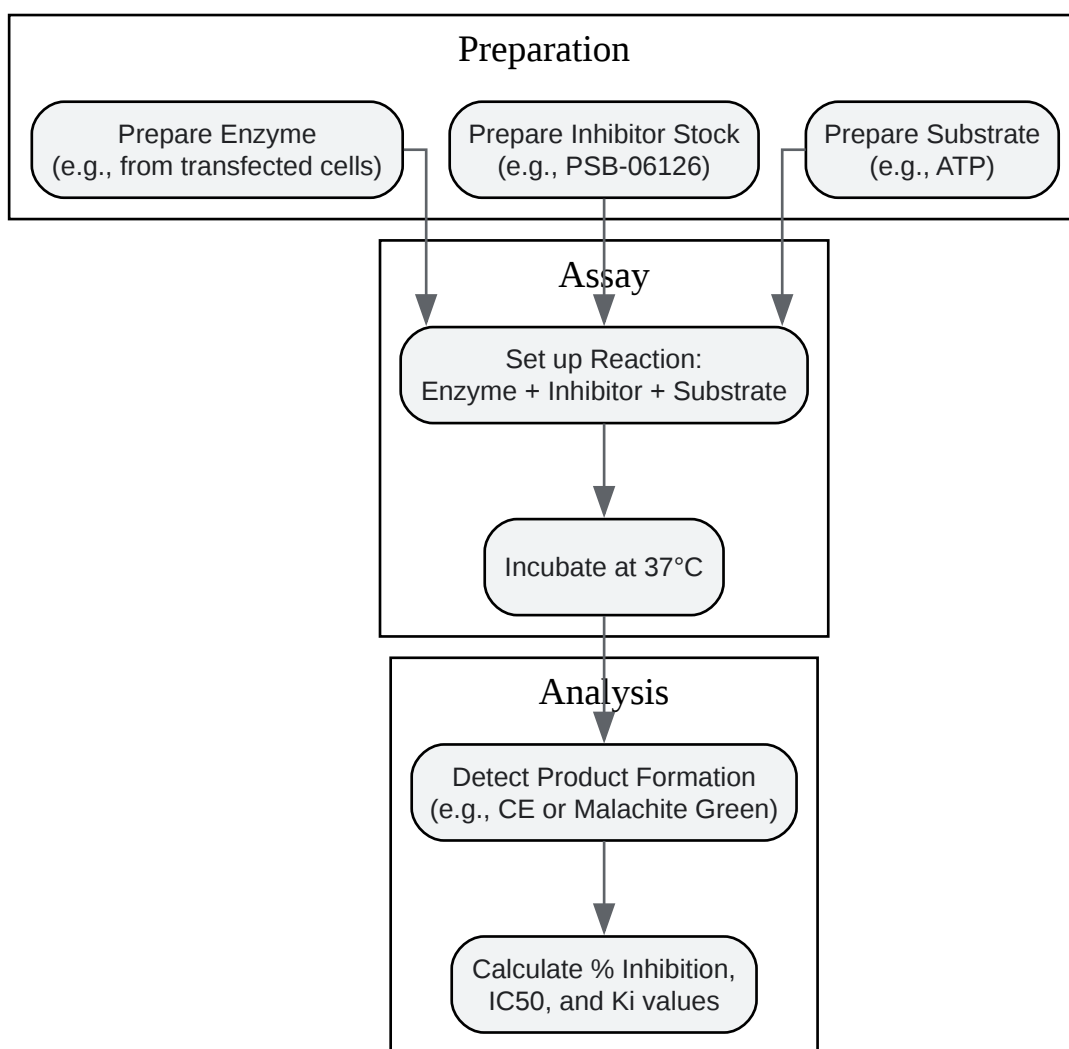 Preparation
Prepare Enzyme
(e.g., from transfected cells)
Prepare Inhibitor Stock
(e.g., PSB-06126)
Prepare Substrate
(e.g., ATP)
Assay
Set up Reaction:
Enzyme + Inhibitor + Substrate
Incubate at 37°C
Analysis
Detect Product Formation
(e.g., CE or Malachite Green)
Calculate % Inhibition,
IC50, and Ki values